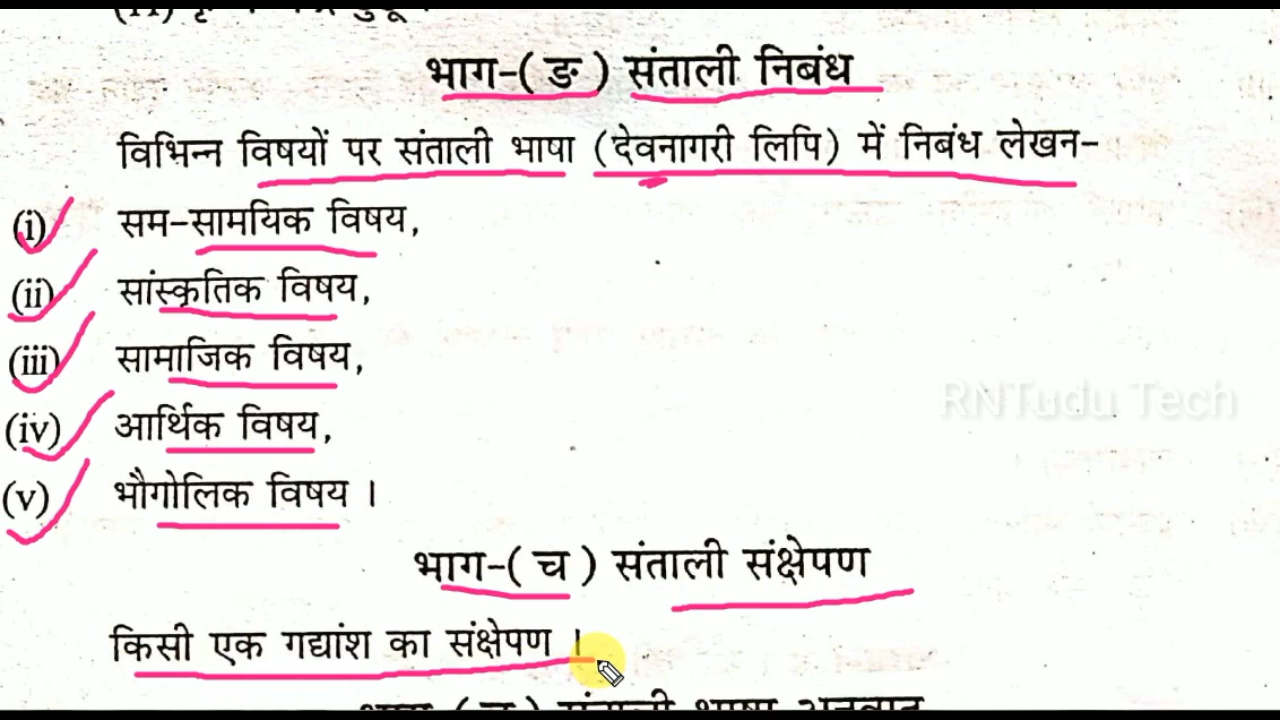 भाग-( ङ ) संताली निबंध
विभिन्न विषयों पर संताली भाषा (देवनागरी लिपि) में निबंध लेखन-
(i) सम-सामयिक विषय,
(ii) सांस्कृतिक विषय,
(iii) सामाजिक विषय,
(iv) आर्थिक विषय,
(v) भौगोलिक विषय ।
RNTudu Tech
भाग-( च ) संताली संक्षेपण
किसी एक गद्यांश का संक्षेपण ।
संताली भाषा